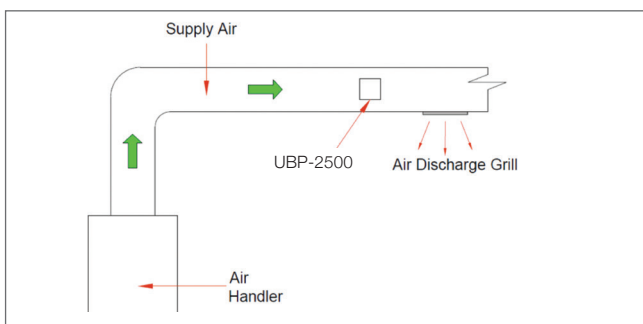 Supply Air
UBP-2500
Air Discharge Grill
Air
Handler